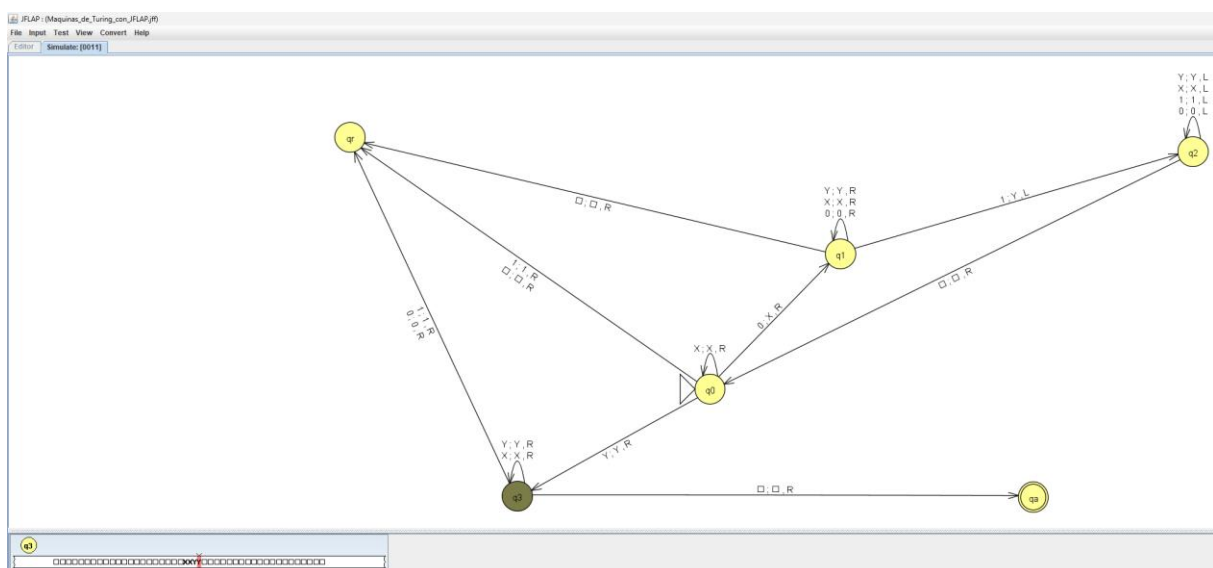 JFLAP : (Maquinas_de_Turing_con_JFLAP.jff)
File Input Test View Convert Help
Editor Simulate: [0011]
Y ; Y , L
X ; X , L
1 ; 1 , L
0 ; 0 , L
qr
q2
□ ; □ , R
Y ; Y , R
X ; X , R
0 ; 0 , R
1 ; Y , L
q1
1 ; 1 , R
□ ; □ , R
□ ; □ , R
1 ; 1 , R
0 ; 0 , R
0 ; X , R
X ; X , R
q0
Y ; Y , R
X ; X , R
Y ; Y , R
q3
□ ; □ , R
qa
q3
□□□□□□□□□□□□□□□□□□□□□XXYY□□□□□□□□□□□□□□□□□□□□